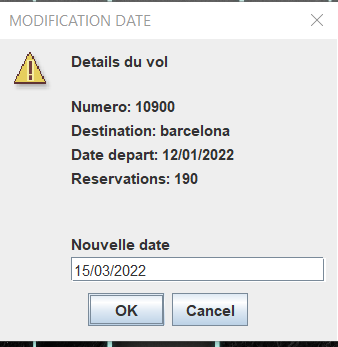 MODIFICATION DATE
Details du vol
Numero: 10900
Destination: barcelona
Date depart: 12/01/2022
Reservations: 190
Nouvelle date
15/03/2022
OK
Cancel